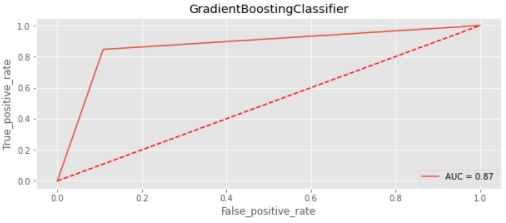 GradientBoostingClassifier
True_positive_rate
1.0
0.8
0.6
0.4
0.2
0.0
AUC = 0.87
0.0 0.2 0.4 0.6 0.8 1.0
False_positive_rate